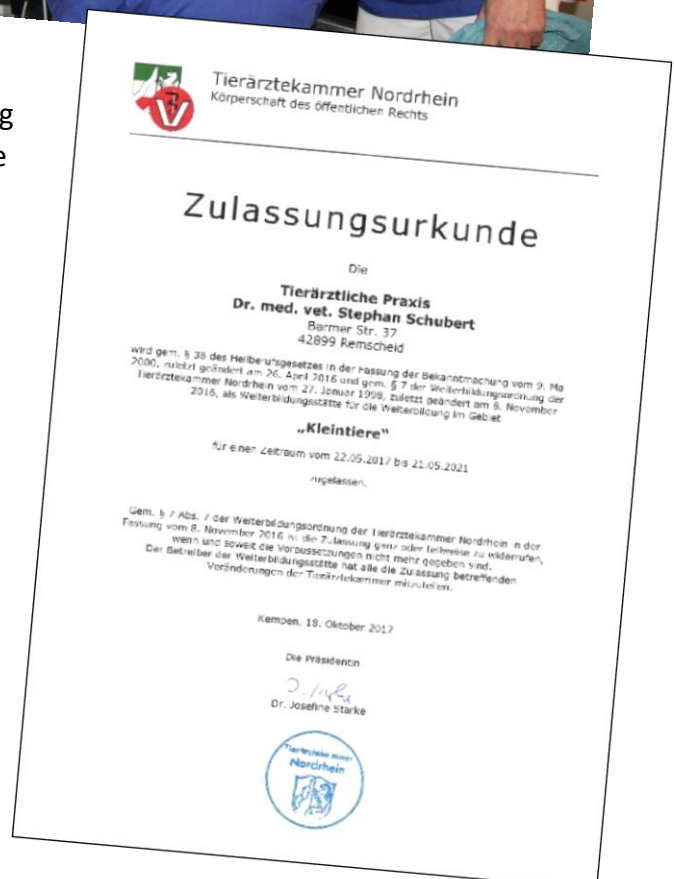 g
e
Tierärztekammer Nordrhein
Körperschaft des öffentlichen Rechts
Zulassungsurkunde
Die
Tierärztliche Praxis
Dr. med. vet. Stephan Schubert
Barmer Str. 37
42899 Remscheid
wird gem. § 38 des Heilberufsgesetzes in der Fassung der Bekanntmachung vom 9. Ma
2000, zuletzt geändert am 26. April 2016 und gem. § 7 der Weiterbildungsordnung der
Tierärztekammer Nordrhein vom 27. Januar 1998, zuletzt geändert am 8. November
2016, als Weiterbildungsstätte für die Weiterbildung im Gebiet
„Kleintiere“
für einen Zeitraum vom 22.05.2017 bis 21.05.2021
zugelassen.
Gem. § 7 Abs. 7 der Weiterbildungsordnung der Tierärztekammer Nordrhein in der
Fassung vom 8. November 2016 ist die Zulassung ganz oder teilweise zu widerrufen,
wenn und soweit die Voraussetzungen nicht mehr gegeben sind.
Der Betreiber der Weiterbildungsstätte hat alle die Zulassung betreffenden
Veränderungen der Tierärztekammer mitzuteilen.
Kempen, 18. Oktober 2017
Die Präsidentin
Dr. Josefine Starke
Tierärztekammer
Nordrhein